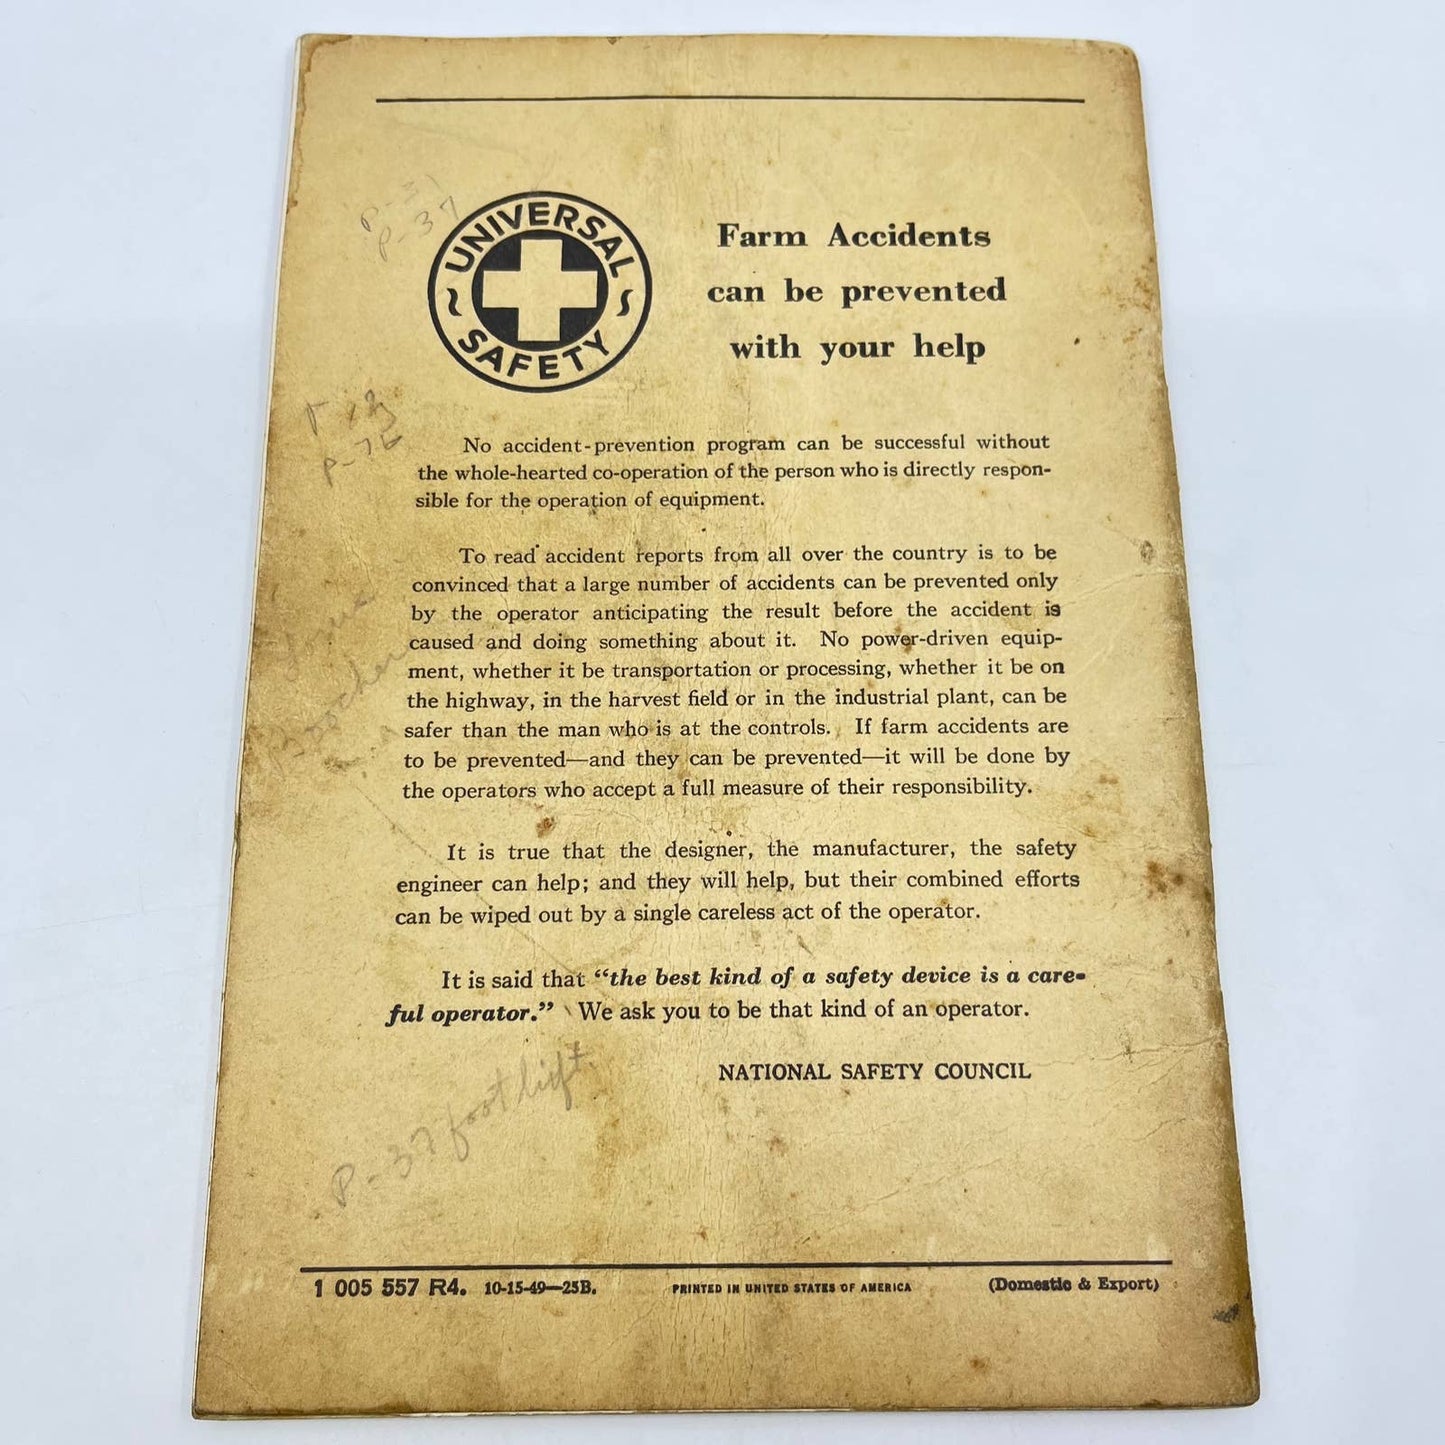 P-31
P-37
UNIVERSAL
SAFETY
Farm Accidents
can be prevented
with your help
P-76
No accident-prevention program can be successful without
the whole-hearted co-operation of the person who is directly respon-
sible for the operation of equipment.
To read accident reports from all over the country is to be
convinced that a large number of accidents can be prevented only
by the operator anticipating the result before the accident is
caused and doing something about it. No power-driven equip-
ment, whether it be transportation or processing, whether it be on
the highway, in the harvest field or in the industrial plant, can be
safer than the man who is at the controls. If farm accidents are
to be prevented—and they can be prevented—it will be done by
the operators who accept a full measure of their responsibility.
It is true that the designer, the manufacturer, the safety
engineer can help; and they will help, but their combined efforts
can be wiped out by a single careless act of the operator.
It is said that “the best kind of a safety device is a care-
ful operator.” We ask you to be that kind of an operator.
NATIONAL SAFETY COUNCIL
P-37 foot lift.
1 005 557 R4. 10-15-49—25B. PRINTED IN UNITED STATES OF AMERICA (Domestic & Export)